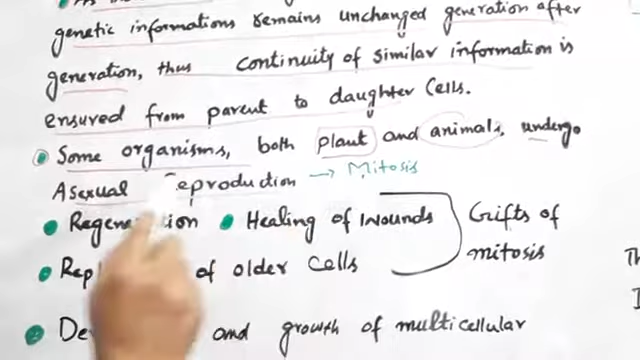 genetic informations remains unchanged generation after
generation, thus continuity of similar information is
ensured from parent to daughter Cells.
Some organisms, both plant and animals, undergo
Asexual Reproduction → Mitosis
Regeneration Healing of Wounds Gifts of
mitosis
of older Cells
and growth of multicellular